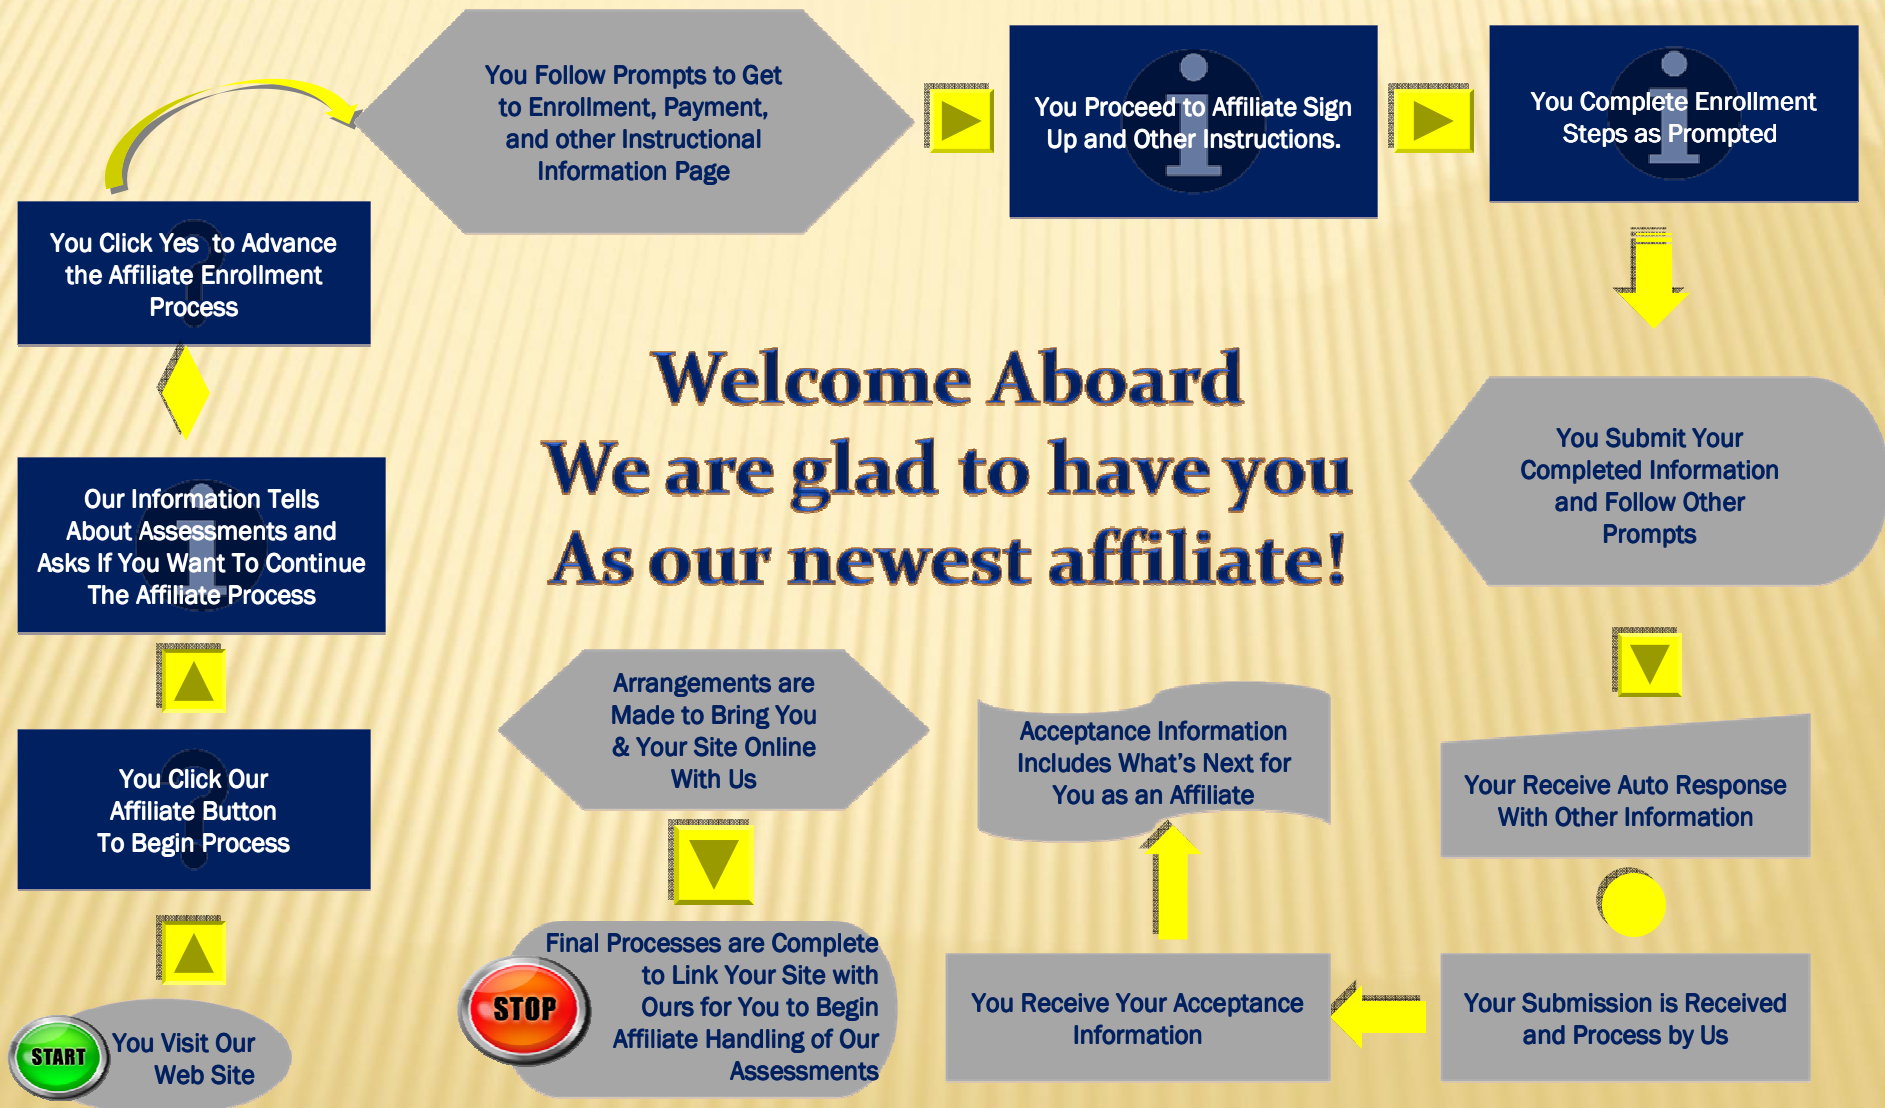 You Follow Prompts to Get
to Enrollment, Payment,
and other Instructional
Information Page
You Proceed to Affiliate Sign
Up and Other Instructions.
You Complete Enrollment
Steps as Prompted
You Click Yes to Advance
the Affiliate Enrollment
Process
Welcome Aboard
We are glad to have you
As our newest affiliate!
You Submit Your
Completed Information
and Follow Other
Prompts
Our Information Tells
About Assessments and
Asks If You Want To Continue
The Affiliate Process
Arrangements are
Made to Bring You
& Your Site Online
With Us
Acceptance Information
Includes What's Next for
You as an Affiliate
Your Receive Auto Response
With Other Information
You Click Our
Affiliate Button
To Begin Process
Final Processes are Complete
to Link Your Site with
Ours for You to Begin
Affiliate Handling of Our
Assessments
STOP
You Receive Your Acceptance
Information
Your Submission is Received
and Process by Us
START
You Visit Our
Web Site